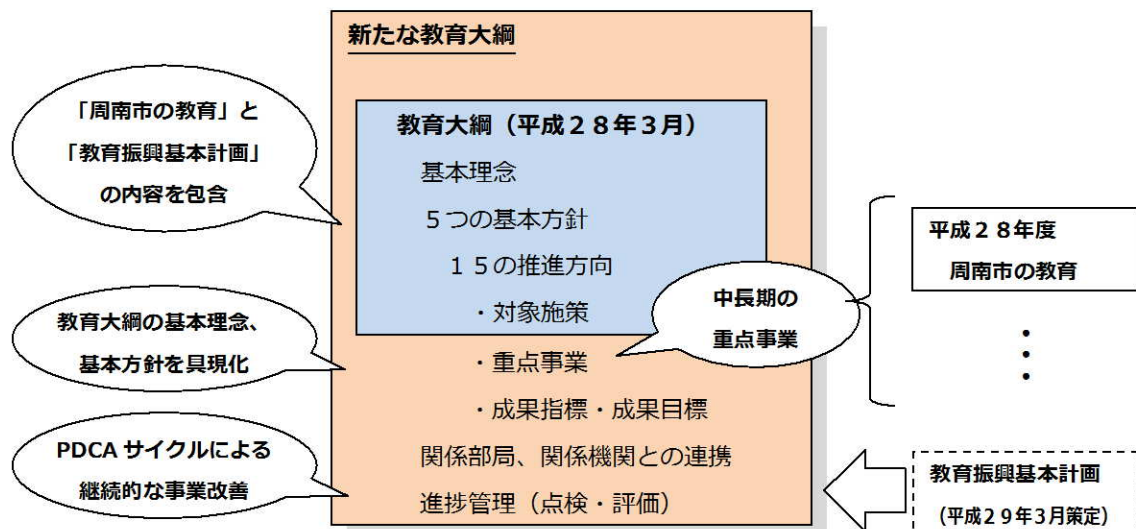 新たな教育大綱
「周南市の教育」と
「教育振興基本計画」
の内容を包含
教育大綱（平成２８年３月）
基本理念
５つの基本方針
１５の推進方向
・対象施策
中長期の
重点事業
平成２８年度
周南市の教育
・
・
・
教育大綱の基本理念、
基本方針を具現化
・重点事業
・成果指標・成果目標
PDCA サイクルによる
継続的な事業改善
関係部局、関係機関との連携
進捗管理（点検・評価）
教育振興基本計画
（平成２９年３月策定）